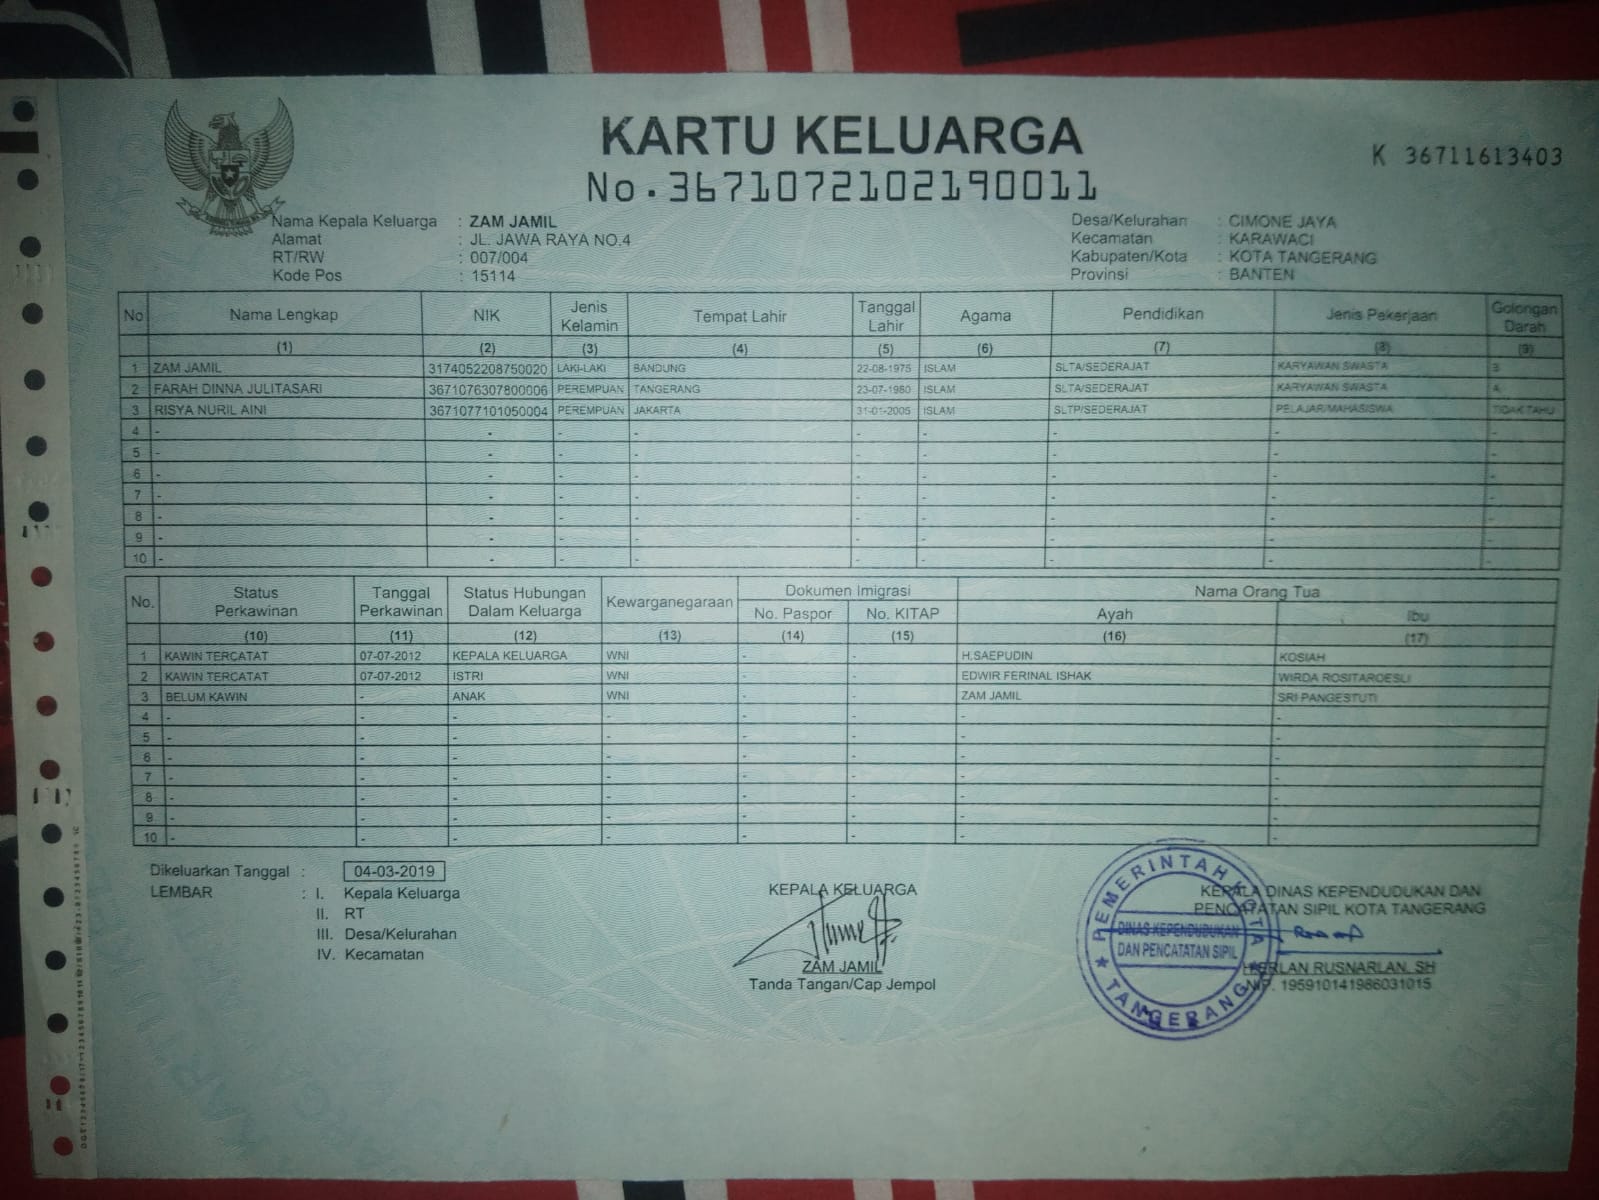 KARTU KELUARGA
No.3671072102190011
K 36711613403
Nama Kepala Keluarga : ZAM JAMIL
Alamat : JL. JAWA RAYA NO.4
RT/RW : 007/004
Kode Pos : 15114
Desa/Kelurahan : CIMONE JAYA
Kecamatan : KARAWACI
Kabupaten/Kota : KOTA TANGERANG
Provinsi : BANTEN
No Nama Lengkap NIK Jenis Kelamin Tempat Lahir Tanggal Lahir Agama Pendidikan Jenis Pekerjaan Golongan Darah
(1) (2) (3) (4) (5) (6) (7) (8) (9)
1 ZAM JAMIL 3174052208750020 LAKI-LAKI BANDUNG 22-08-1975 ISLAM SLTA/SEDERAJAT KARYAWAN SWASTA B
2 FARAH DINNA JULITASARI 3671076307800006 PEREMPUAN TANGERANG 23-07-1980 ISLAM SLTA/SEDERAJAT KARYAWAN SWASTA A
3 RISYA NURIL AINI 3671077101050004 PEREMPUAN JAKARTA 31-01-2005 ISLAM SLTP/SEDERAJAT PELAJAR/MAHASISWA TIDAK TAHU
4 - - - - - - - - -
5 - - - - - - - - -
6 - - - - - - - - -
7 - - - - - - - - -
8 - - - - - - - - -
9 - - - - - - - - -
10 - - - - - - - - -
No. Status Perkawinan Tanggal Perkawinan Status Hubungan Dalam Keluarga Kewarganegaraan Dokumen Imigrasi Nama Orang Tua
No. Paspor No. KITAP Ayah Ibu
(10) (11) (12) (13) (14) (15) (16) (17)
1 KAWIN TERCATAT 07-07-2012 KEPALA KELUARGA WNI - - H.SAEPUDIN KOSIAH
2 KAWIN TERCATAT 07-07-2012 ISTRI WNI - - EDWIR FERINAL ISHAK WIRDA ROSITAROESLI
3 BELUM KAWIN - ANAK WNI - - ZAM JAMIL SRI PANGESTUTI
4 - - - - - - - -
5 - - - - - - - -
6 - - - - - - - -
7 - - - - - - - -
8 - - - - - - - -
9 - - - - - - - -
10 - - - - - - - -
Dikeluarkan Tanggal : 04-03-2019
LEMBAR : I. Kepala Keluarga
II. RT
III. Desa/Kelurahan
IV. Kecamatan
KEPALA KELUARGA
ZAM JAMIL
Tanda Tangan/Cap Jempol
KEPALA DINAS KEPENDUDUKAN DAN
PENCATATAN SIPIL KOTA TANGERANG
HERLAN RUSNARLAN, SH
NIP. 195910141986031015
PEMERINTAH KOTA
DINAS KEPENDUDUKAN
DAN PENCATATAN SIPIL
TANGERANG